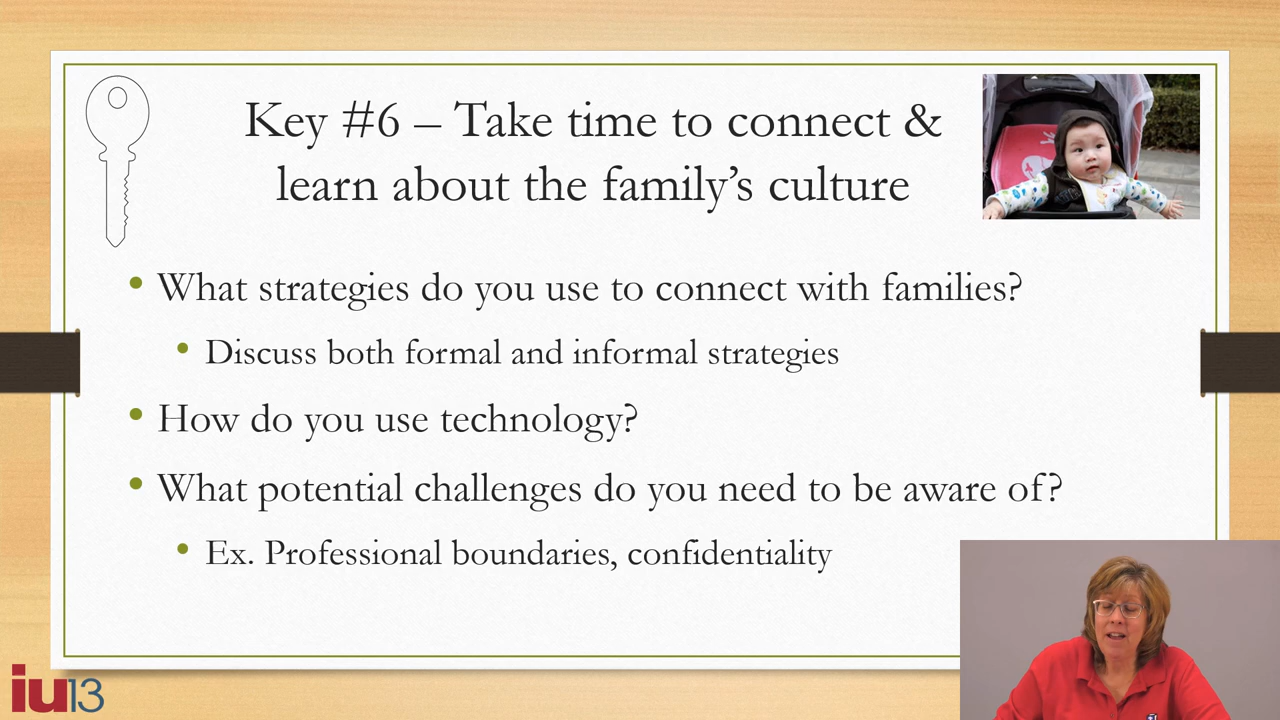 Key #6 – Take time to connect &
learn about the family’s culture
• What strategies do you use to connect with families?
• Discuss both formal and informal strategies
• How do you use technology?
• What potential challenges do you need to be aware of?
• Ex. Professional boundaries, confidentiality
iu13